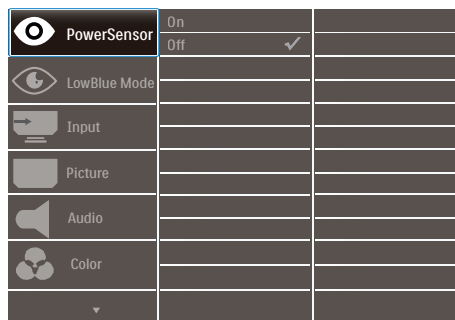 PowerSensor
On
Off
LowBlue Mode
Input
Picture
Audio
Color